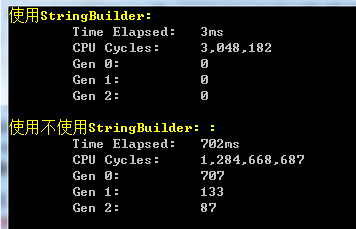 使用StringBuilder:
Time Elapsed: 3ms
CPU Cycles: 3,048,182
Gen 0: 0
Gen 1: 0
Gen 2: 0
使用不使用StringBuilder: :
Time Elapsed: 702ms
CPU Cycles: 1,284,668,687
Gen 0: 707
Gen 1: 133
Gen 2: 87